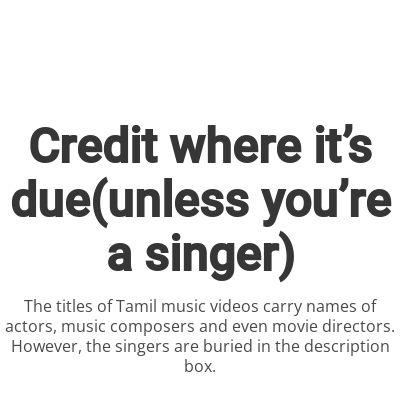 Credit where it’s
due(unless you’re
a singer)
The titles of Tamil music videos carry names of
actors, music composers and even movie directors.
However, the singers are buried in the description
box.